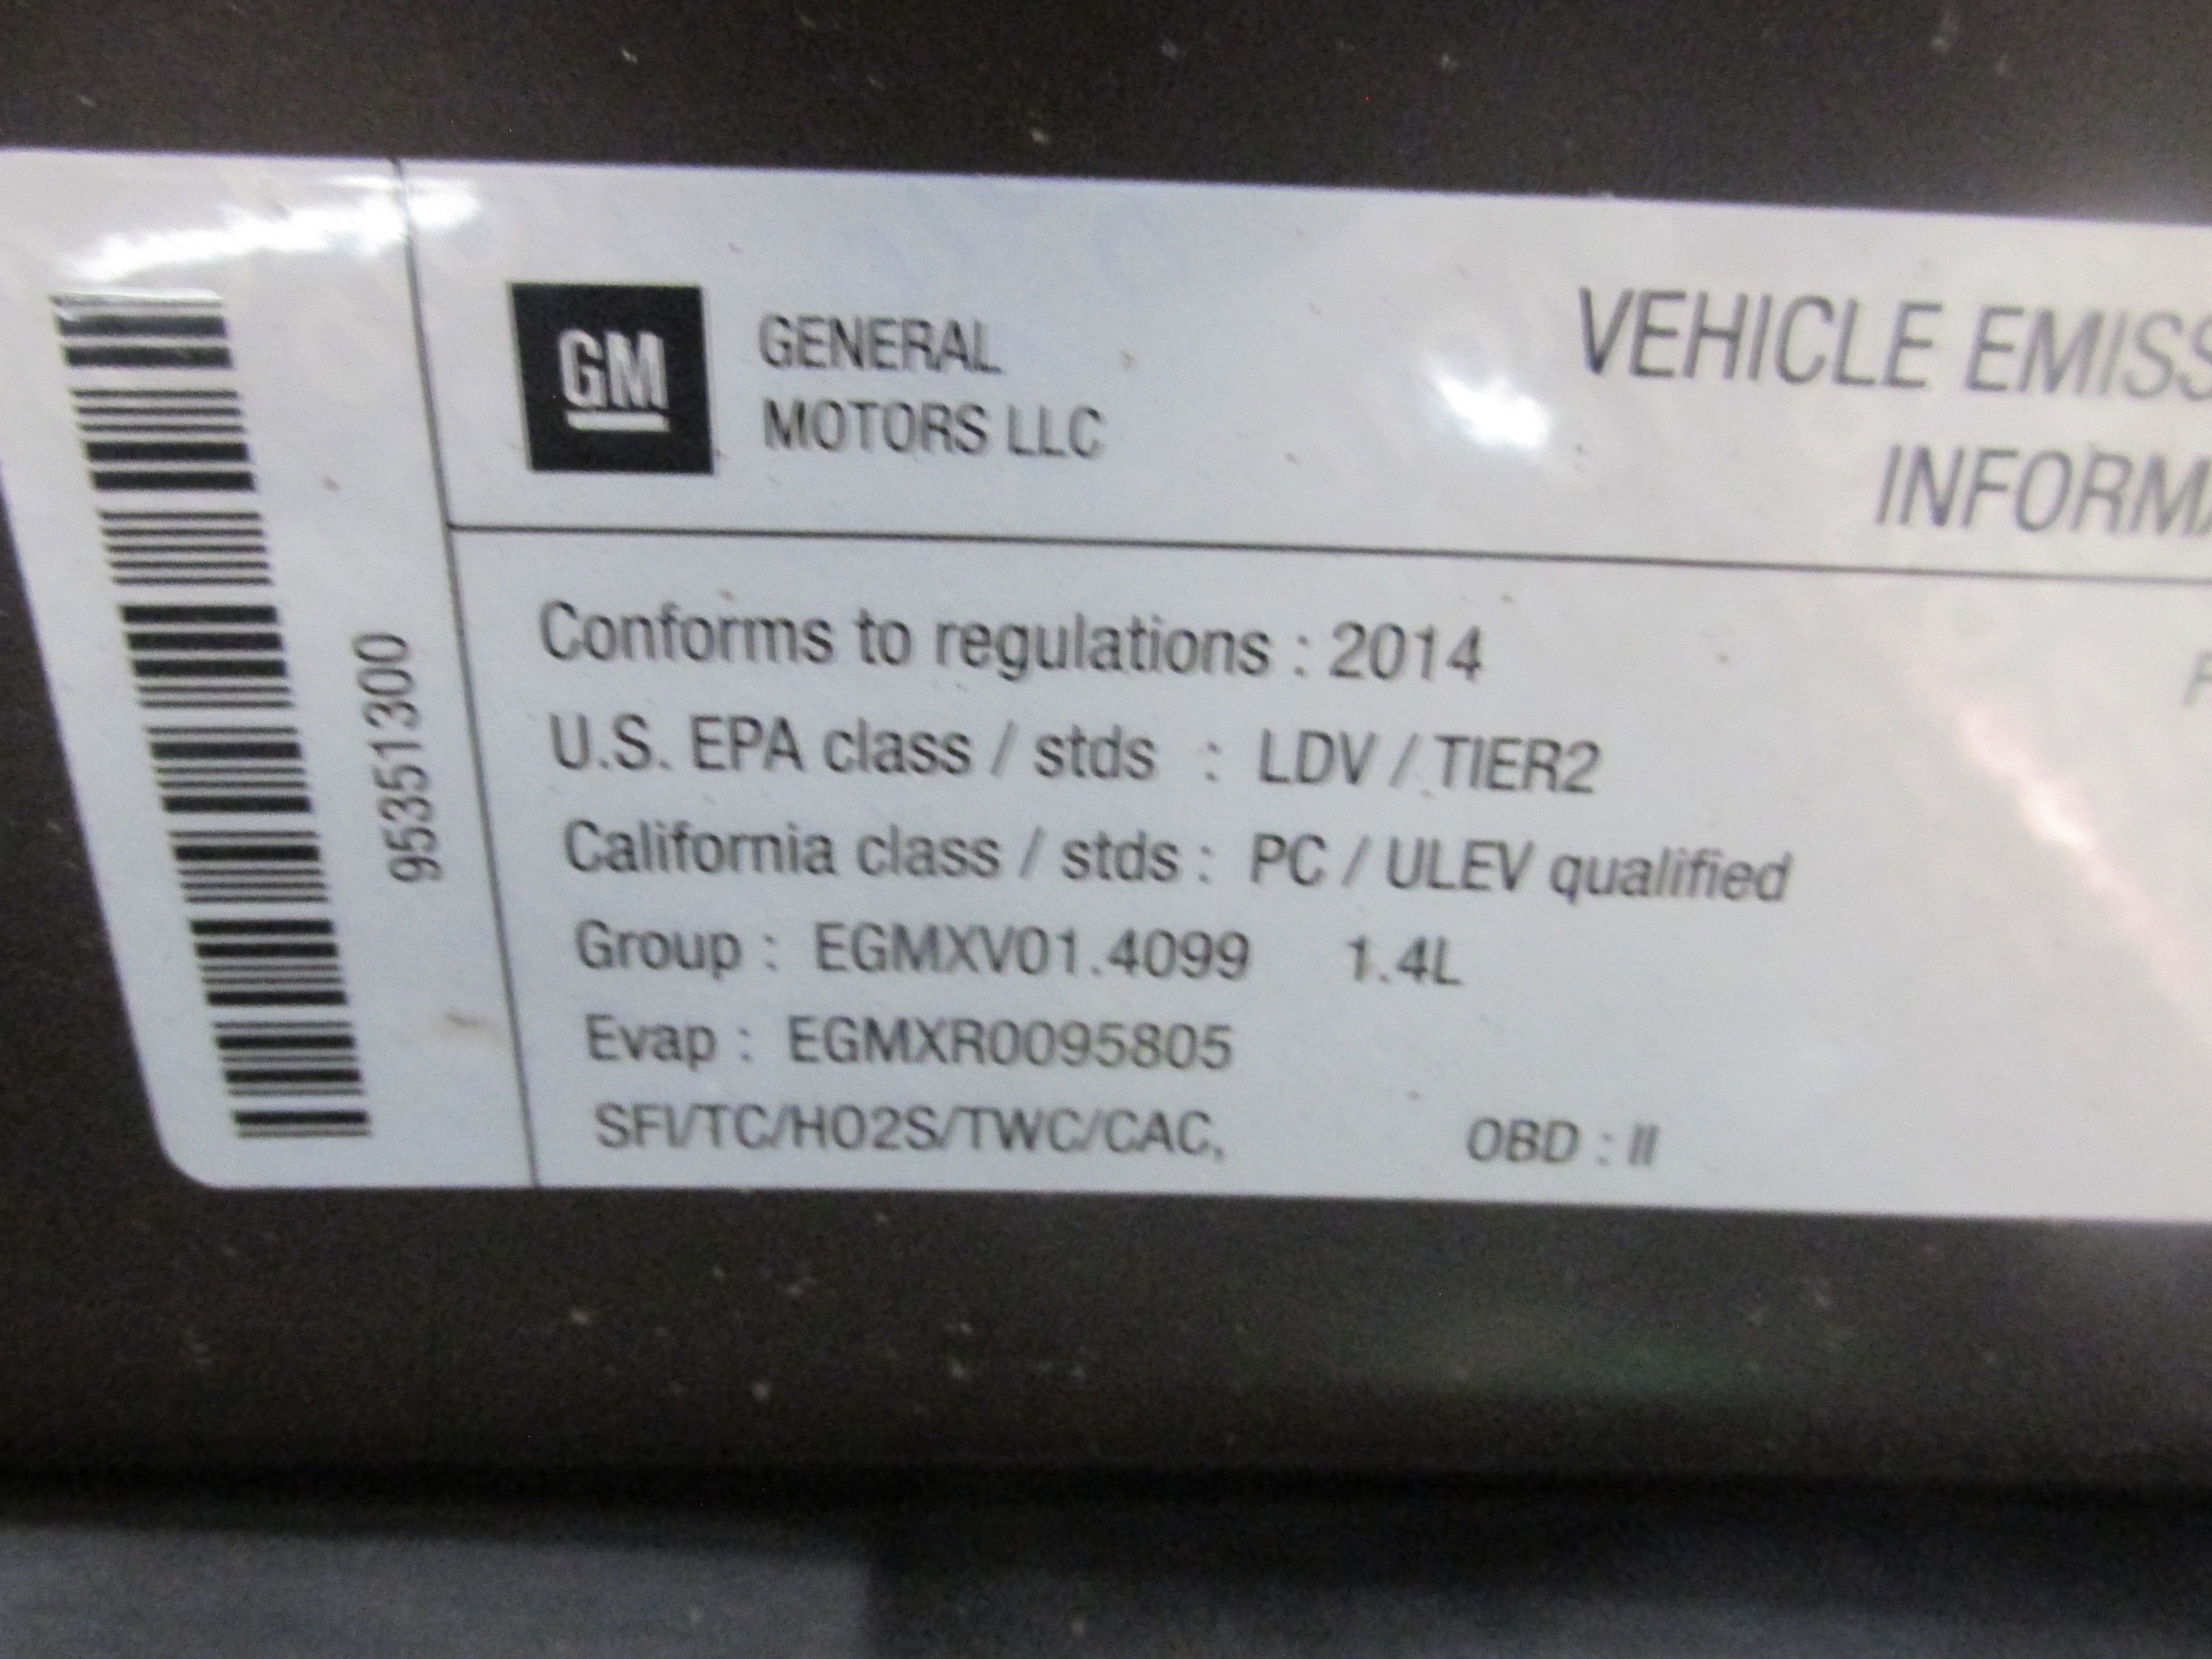 95351300
GM
GENERAL
MOTORS LLC
VEHICLE EMISS
INFORMA
Conforms to regulations : 2014
U.S. EPA class / stds : LDV / TIER2
California class / stds : PC / ULEV qualified
Group : EGMXV01.4099 1.4L
Evap : EGMXR0095805
SFI/TC/HO2S/TWC/CAC, OBD : II